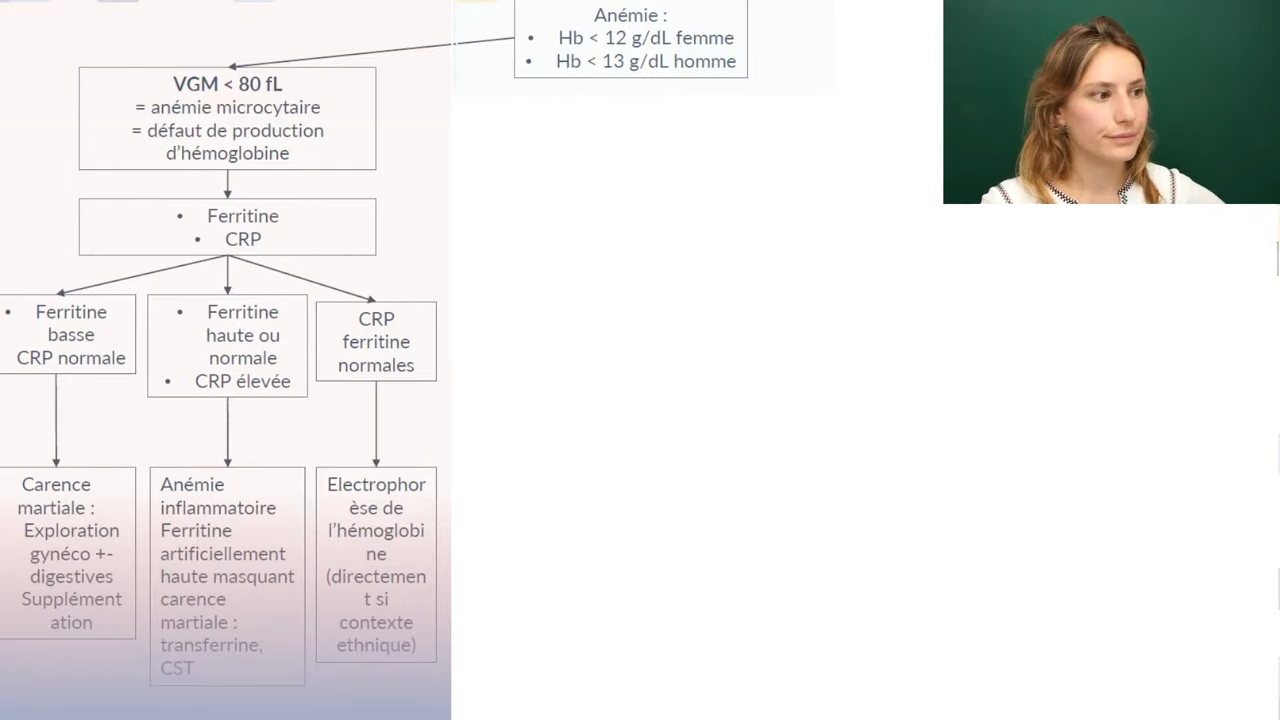 Anémie :
• Hb < 12 g/dL femme
• Hb < 13 g/dL homme
VGM < 80 fL
= anémie microcytaire
= défaut de production
d’hémoglobine
• Ferritine
• CRP
• Ferritine
basse
CRP normale
• Ferritine
haute ou
normale
• CRP élevée
CRP
ferritine
normales
Carence
martiale :
Exploration
gynéco +-
digestives
Supplément
ation
Anémie
inflammatoire
Ferritine
artificiellement
haute masquant
carence
martiale :
transferrine,
CST
Electrophor
èse de
l’hémoglobi
ne
(directemen
t si
contexte
ethnique)